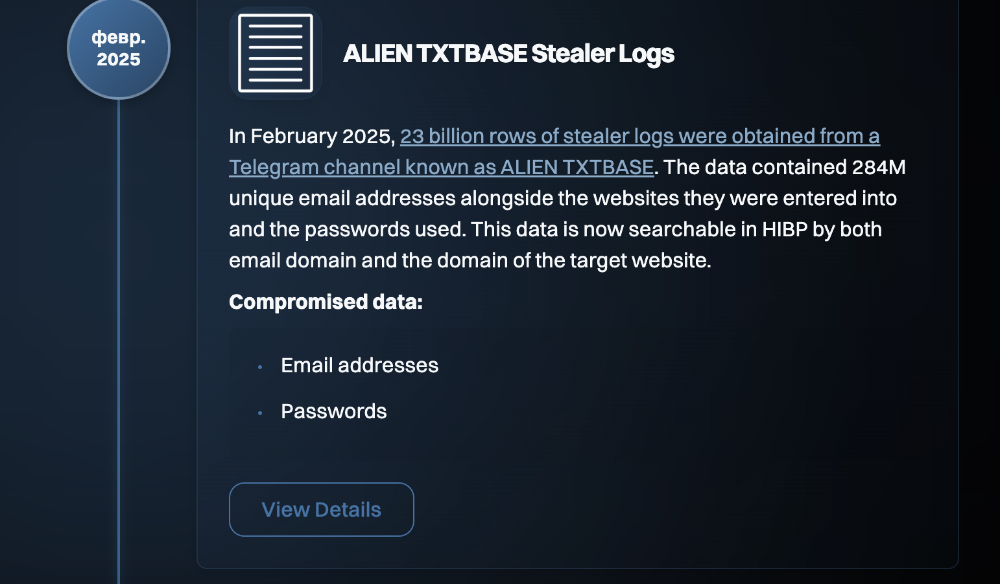 февр.
2025
ALIEN TXTBASE Stealer Logs
In February 2025, 23 billion rows of stealer logs were obtained from a
Telegram channel known as ALIEN TXTBASE. The data contained 284M
unique email addresses alongside the websites they were entered into
and the passwords used. This data is now searchable in HIBP by both
email domain and the domain of the target website.
Compromised data:
• Email addresses
• Passwords
View Details